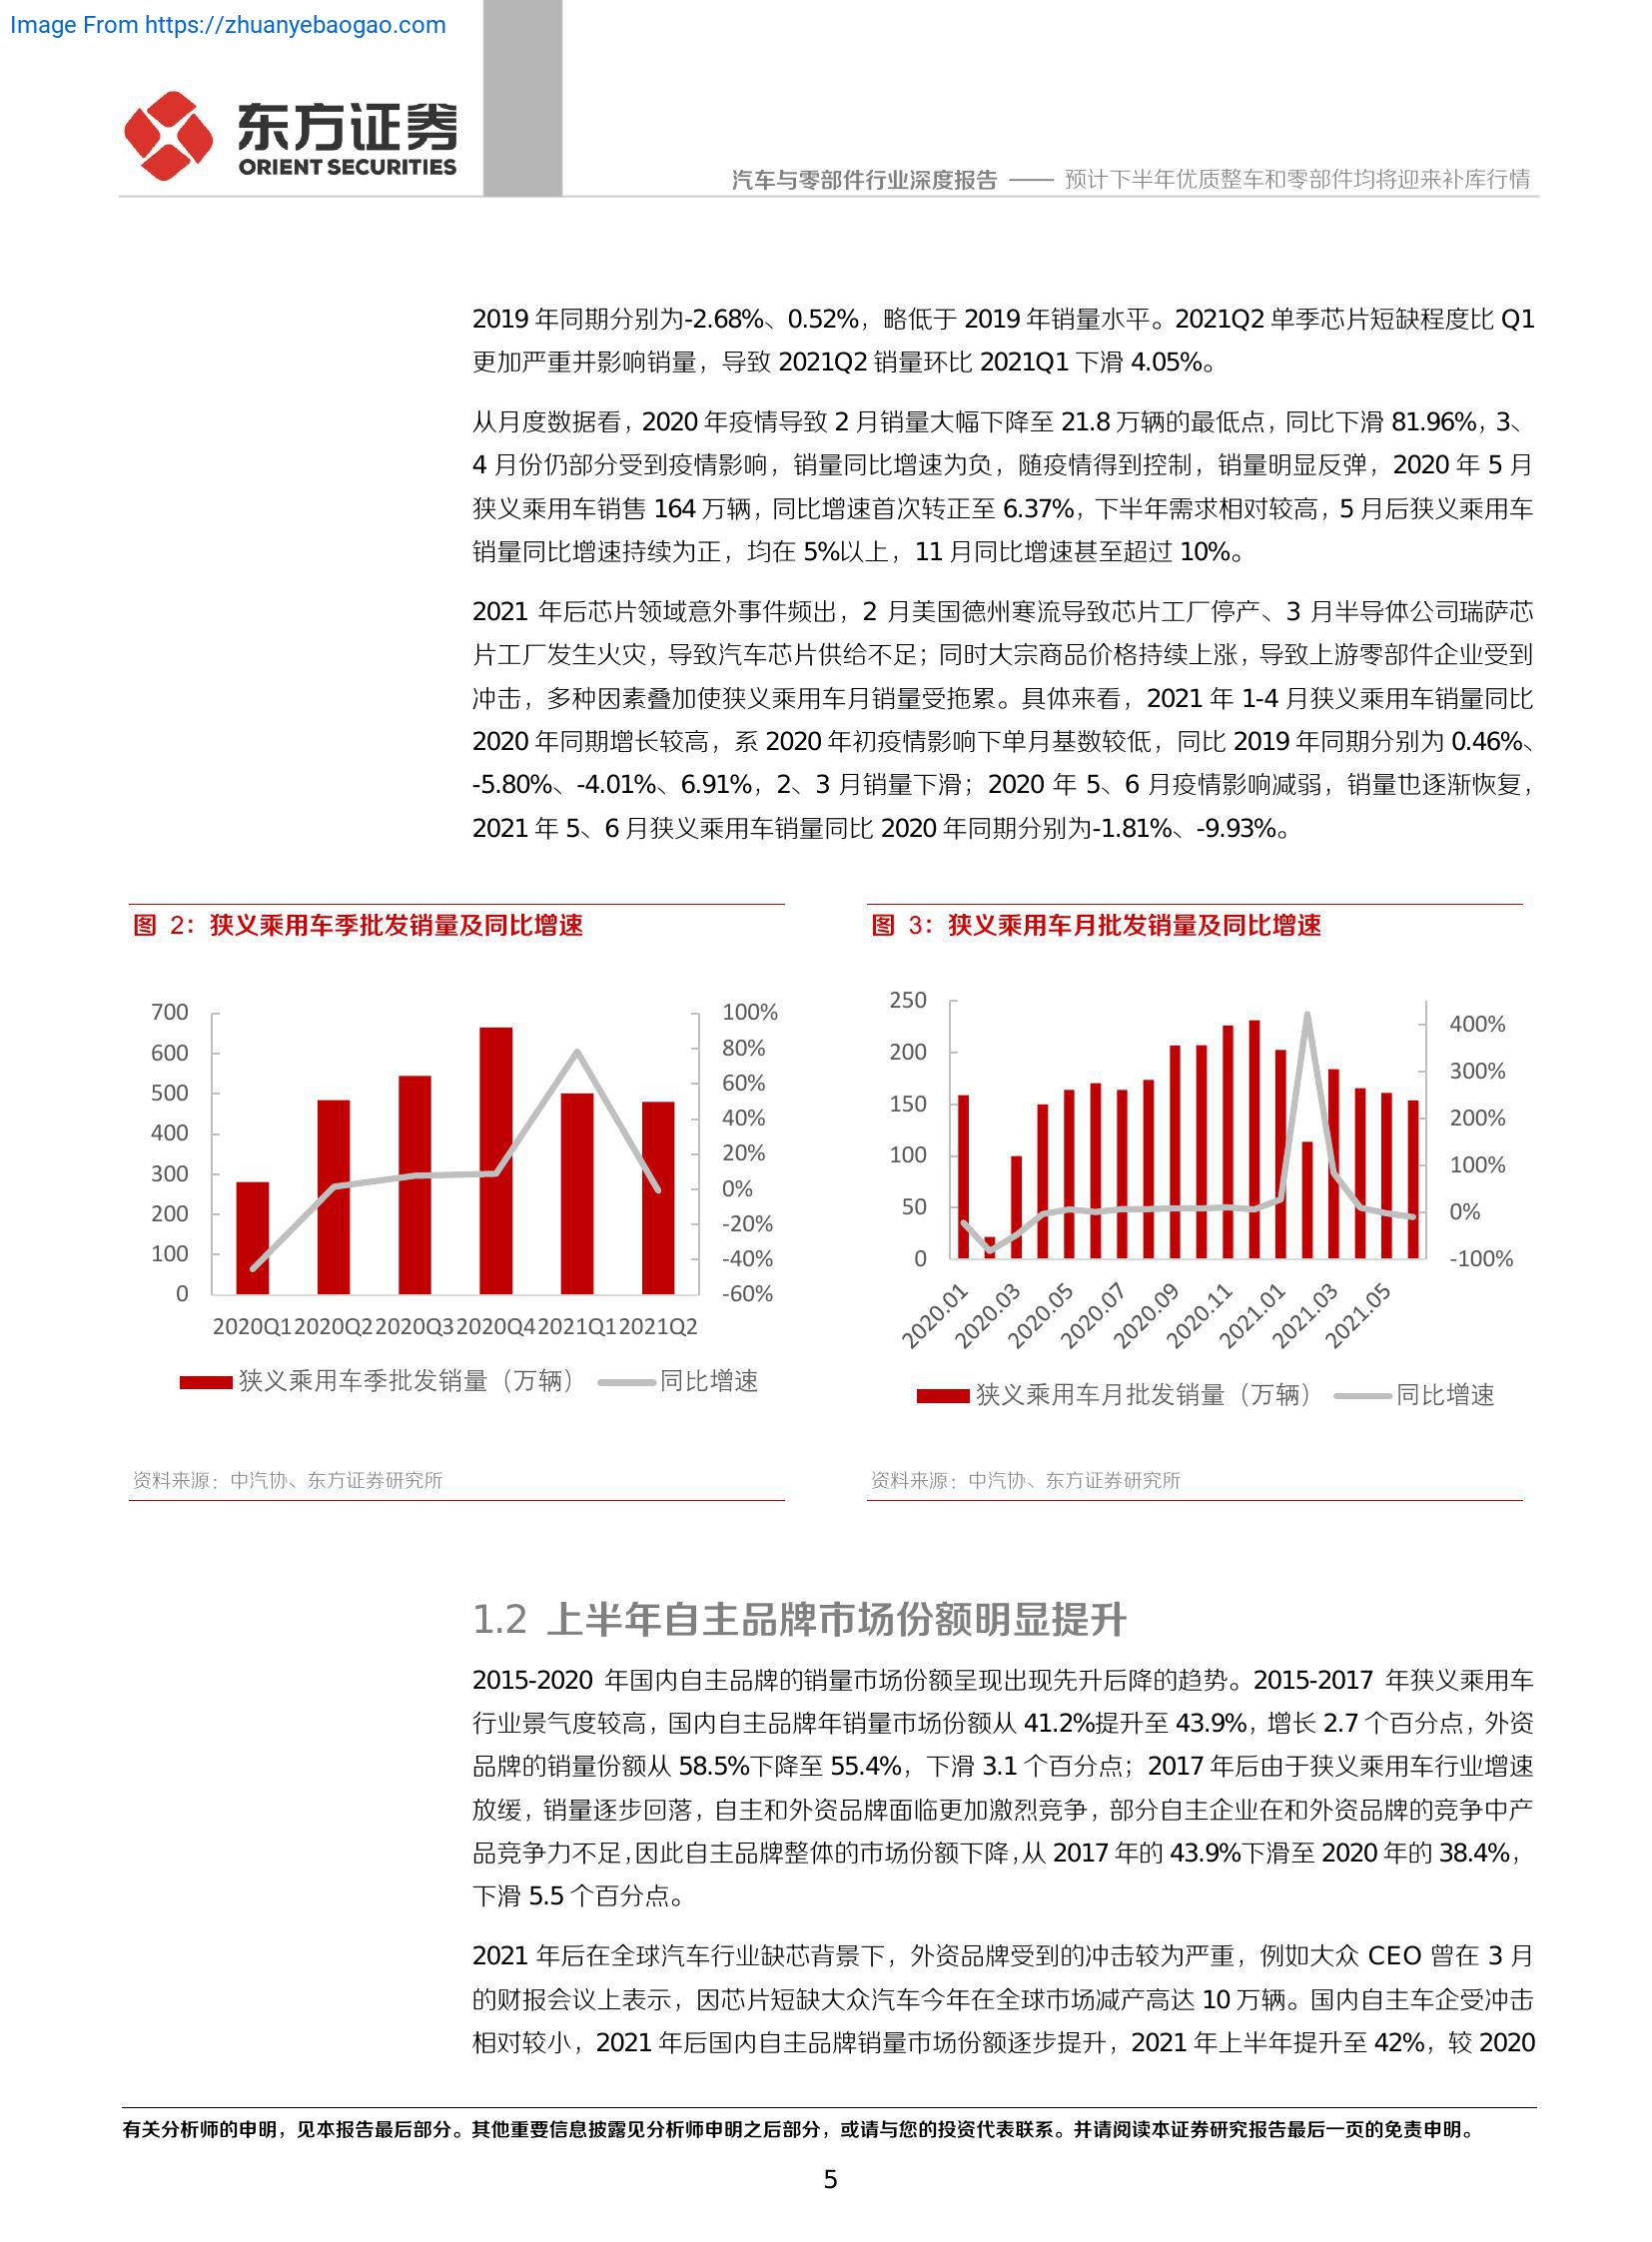 Image From https://zhuanyebaogao.com
东方证券
ORIENT SECURITIES
汽车与零部件行业深度报告 —— 预计下半年优质整车和零部件均将迎来补库行情
2019 年同期分别为-2.68%、0.52%，略低于 2019 年销量水平。2021Q2 单季芯片短缺程度比 Q1
更加严重并影响销量，导致 2021Q2 销量环比 2021Q1 下滑 4.05%。
从月度数据看，2020 年疫情导致 2 月销量大幅下降至 21.8 万辆的最低点，同比下滑 81.96%，3、
4 月份仍部分受到疫情影响，销量同比增速为负，随疫情得到控制，销量明显反弹，2020 年 5 月
狭义乘用车销售 164 万辆，同比增速首次转正至 6.37%，下半年需求相对较高，5 月后狭义乘用车
销量同比增速持续为正，均在 5%以上，11 月同比增速甚至超过 10%。
2021 年后芯片领域意外事件频出，2 月美国德州寒流导致芯片工厂停产、3 月半导体公司瑞萨芯
片工厂发生火灾，导致汽车芯片供给不足；同时大宗商品价格持续上涨，导致上游零部件企业受到
冲击，多种因素叠加使狭义乘用车月销量受拖累。具体来看，2021 年 1-4 月狭义乘用车销量同比
2020 年同期增长较高，系 2020 年初疫情影响下单月基数较低，同比 2019 年同期分别为 0.46%、
-5.80%、-4.01%、6.91%，2、3 月销量下滑；2020 年 5、6 月疫情影响减弱，销量也逐渐恢复，
2021 年 5、6 月狭义乘用车销量同比 2020 年同期分别为-1.81%、-9.93%。
图 2：狭义乘用车季批发销量及同比增速
700
600
500
400
300
200
100
0
100%
80%
60%
40%
20%
0%
-20%
-40%
-60%
2020Q1 2020Q2 2020Q3 2020Q4 2021Q1 2021Q2
狭义乘用车季批发销量（万辆） 同比增速
资料来源：中汽协、东方证券研究所
图 3：狭义乘用车月批发销量及同比增速
250
200
150
100
50
0
400%
300%
200%
100%
0%
-100%
2020.01 2020.03 2020.05 2020.07 2020.09 2020.11 2021.01 2021.03 2021.05
狭义乘用车月批发销量（万辆） 同比增速
资料来源：中汽协、东方证券研究所
1.2 上半年自主品牌市场份额明显提升
2015-2020 年国内自主品牌的销量市场份额呈现出现先升后降的趋势。2015-2017 年狭义乘用车
行业景气度较高，国内自主品牌年销量市场份额从 41.2%提升至 43.9%，增长 2.7 个百分点，外资
品牌的销量份额从 58.5%下降至 55.4%，下滑 3.1 个百分点；2017 年后由于狭义乘用车行业增速
放缓，销量逐步回落，自主和外资品牌面临更加激烈竞争，部分自主企业在和外资品牌的竞争中产
品竞争力不足，因此自主品牌整体的市场份额下降，从 2017 年的 43.9%下滑至 2020 年的 38.4%，
下滑 5.5 个百分点。
2021 年后在全球汽车行业缺芯背景下，外资品牌受到的冲击较为严重，例如大众 CEO 曾在 3 月
的财报会议上表示，因芯片短缺大众汽车今年在全球市场减产高达 10 万辆。国内自主车企受冲击
相对较小，2021 年后国内自主品牌销量市场份额逐步提升，2021 年上半年提升至 42%，较 2020
有关分析师的申明，见本报告最后部分。其他重要信息披露见分析师申明之后部分，或请与您的投资代表联系。并请阅读本证券研究报告最后一页的免责申明。
5